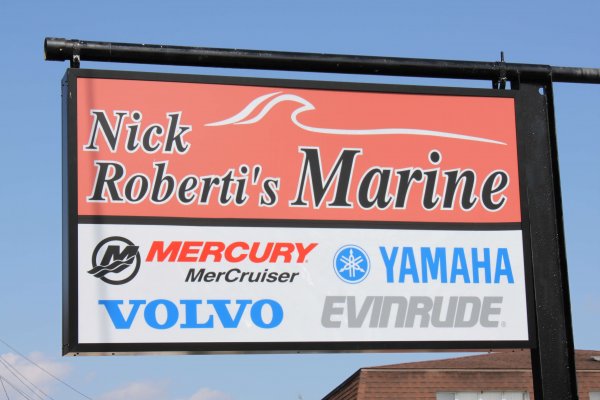 Nick
Roberti's Marine
MERCURY
MerCruiser
YAMAHA
VOLVO
EVINRUDE